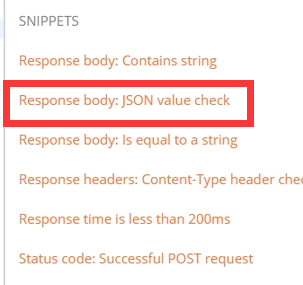 SNIPPETS
Response body: Contains string
Response body: JSON value check
Response body: Is equal to a string
Response headers: Content-Type header che
Response time is less than 200ms
Status code: Successful POST request